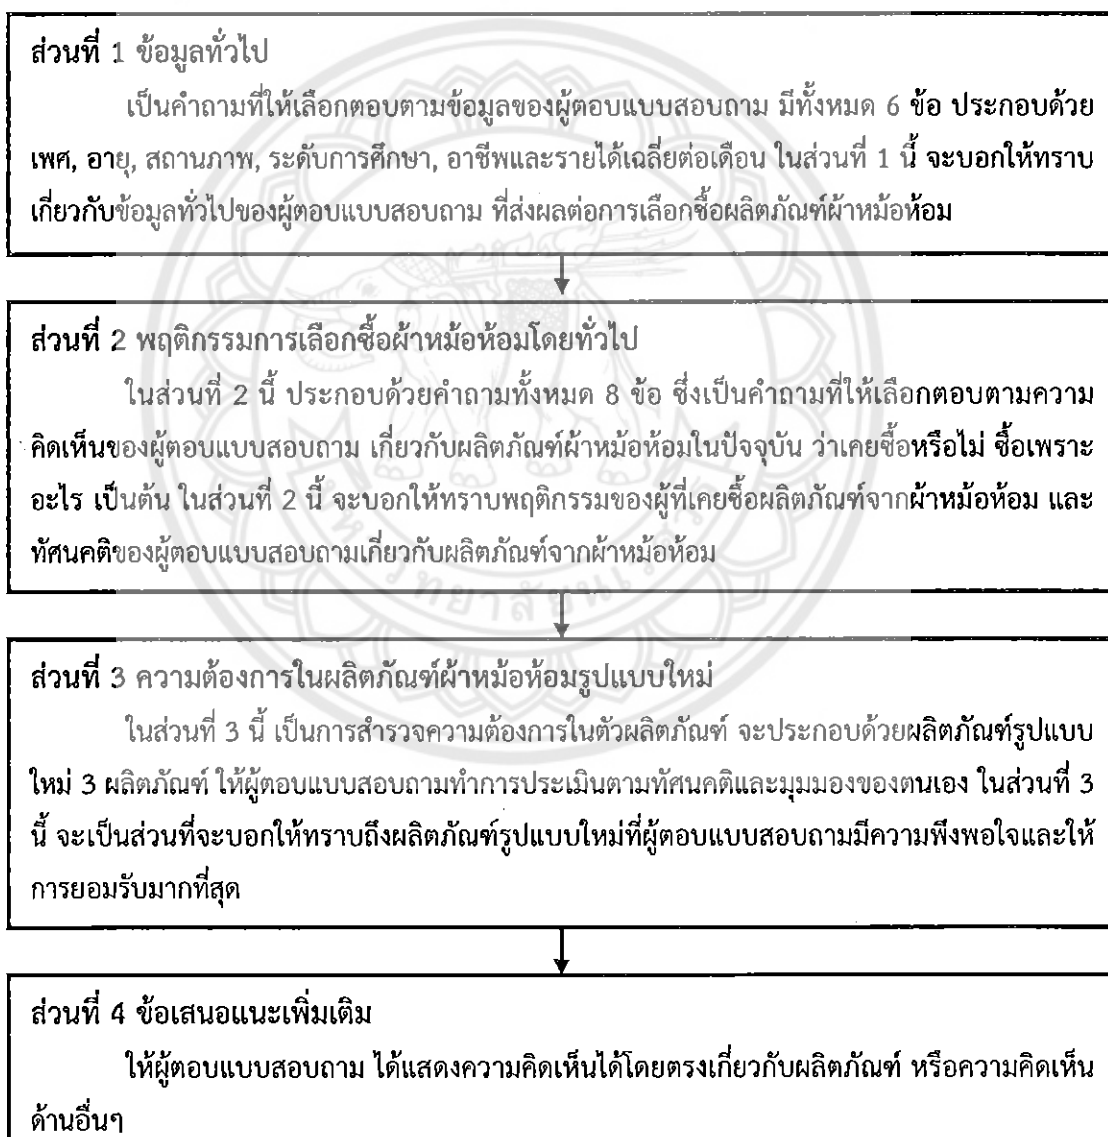 ส่วนที่ 1 ข้อมูลทั่วไป
เป็นคำถามที่ให้เลือกตอบตามข้อมูลของผู้ตอบแบบสอบถาม มีทั้งหมด 6 ข้อ ประกอบด้วย
เพศ, อายุ, สถานภาพ, ระดับการศึกษา, อาชีพและรายได้เฉลี่ยต่อเดือน ในส่วนที่ 1 นี้ จะบอกให้ทราบ
เกี่ยวกับข้อมูลทั่วไปของผู้ตอบแบบสอบถาม ที่ส่งผลต่อการเลือกซื้อผลิตภัณฑ์ผ้าหม้อห้อม
ส่วนที่ 2 พฤติกรรมการเลือกซื้อผ้าหม้อห้อมโดยทั่วไป
ในส่วนที่ 2 นี้ ประกอบด้วยคำถามทั้งหมด 8 ข้อ ซึ่งเป็นคำถามที่ให้เลือกตอบตามความ
คิดเห็นของผู้ตอบแบบสอบถาม เกี่ยวกับผลิตภัณฑ์ผ้าหม้อห้อมในปัจจุบัน ว่าเคยซื้อหรือไม่ ซื้อเพราะ
อะไร เป็นต้น ในส่วนที่ 2 นี้ จะบอกให้ทราบพฤติกรรมของผู้ที่เคยซื้อผลิตภัณฑ์จากผ้าหม้อห้อม และ
ทัศนคติของผู้ตอบแบบสอบถามเกี่ยวกับผลิตภัณฑ์จากผ้าหม้อห้อม
ส่วนที่ 3 ความต้องการในผลิตภัณฑ์ผ้าหม้อห้อมรูปแบบใหม่
ในส่วนที่ 3 นี้ เป็นการสำรวจความต้องการในตัวผลิตภัณฑ์ จะประกอบด้วยผลิตภัณฑ์รูปแบบ
ใหม่ 3 ผลิตภัณฑ์ ให้ผู้ตอบแบบสอบถามทำการประเมินตามทัศนคติและมุมมองของตนเอง ในส่วนที่ 3
นี้ จะเป็นส่วนที่จะบอกให้ทราบถึงผลิตภัณฑ์รูปแบบใหม่ที่ผู้ตอบแบบสอบถามมีความพึงพอใจและให้
การยอมรับมากที่สุด
ส่วนที่ 4 ข้อเสนอแนะเพิ่มเติม
ให้ผู้ตอบแบบสอบถาม ได้แสดงความคิดเห็นได้โดยตรงเกี่ยวกับผลิตภัณฑ์ หรือความคิดเห็น
ด้านอื่นๆ